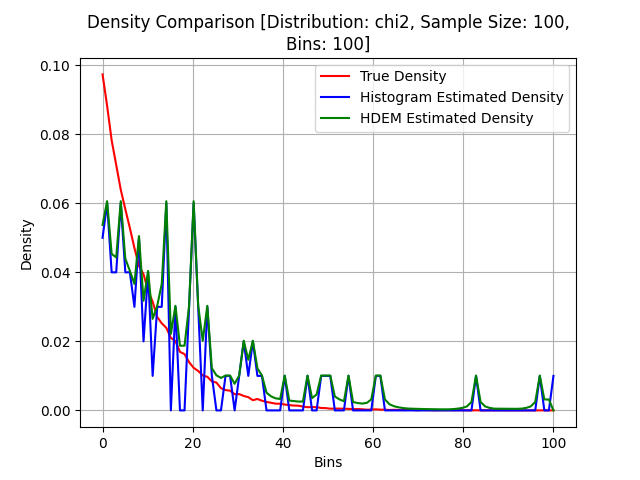 Density Comparison [Distribution: chi2, Sample Size: 100,
Bins: 100]
True Density
Histogram Estimated Density
HDEM Estimated Density
Density
0.10
0.08
0.06
0.04
0.02
0.00
0 20 40 60 80 100
Bins